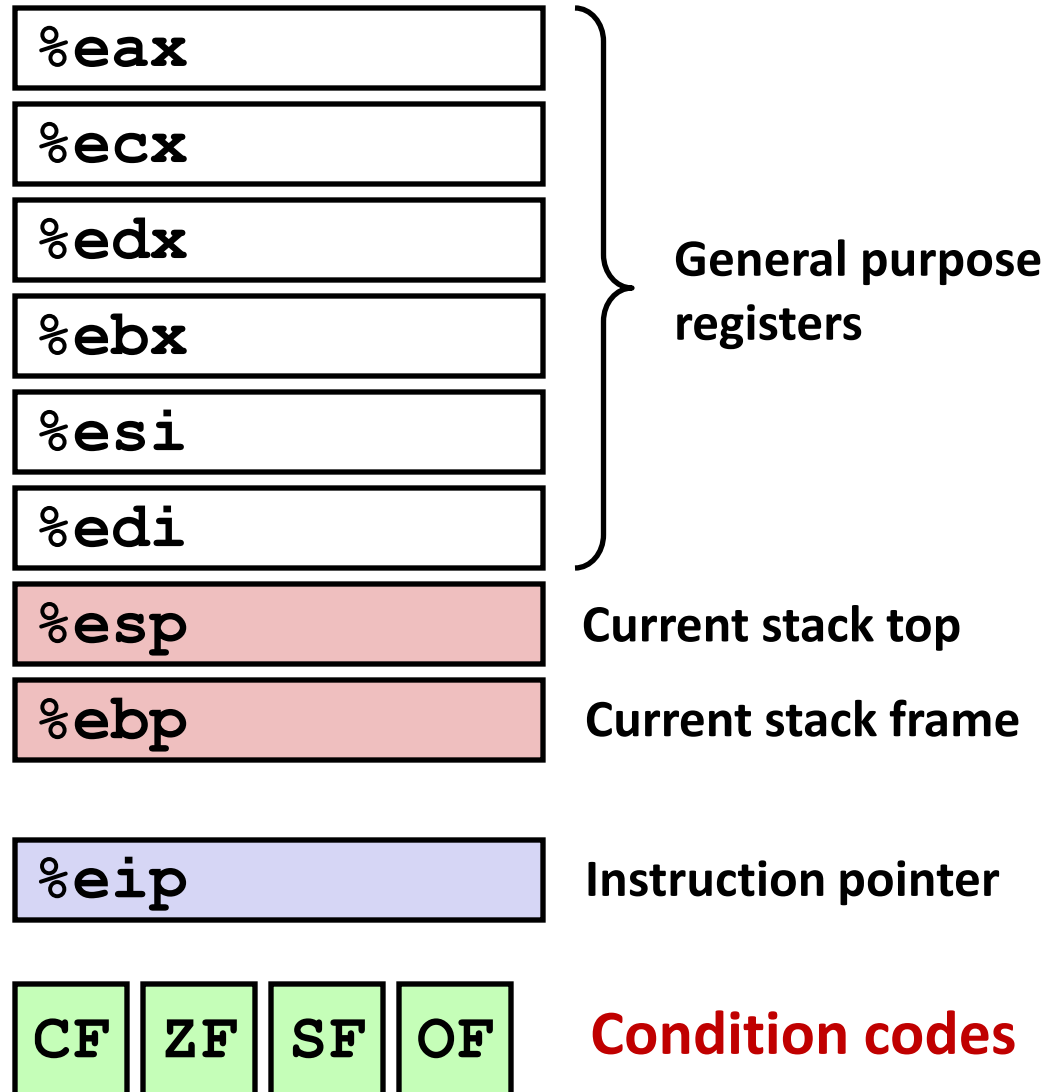 %eax
%ecx
%edx
%ebx
%esi
%edi
General purpose
registers
%esp
Current stack top
%ebp
Current stack frame
%eip
Instruction pointer
CF ZF SF OF
Condition codes